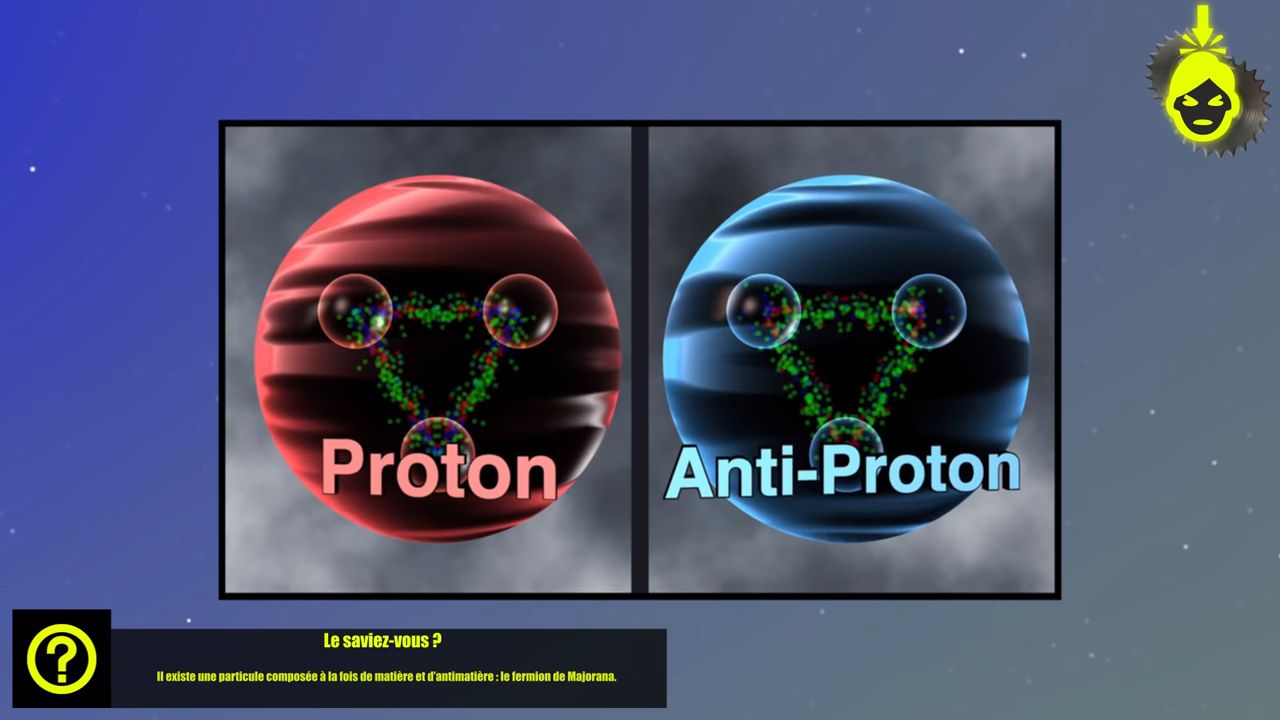 Proton
Anti-Proton
Le saviez-vous ?
Il existe une particule composée à la fois de matière et d'antimatière : le fermion de Majorana.